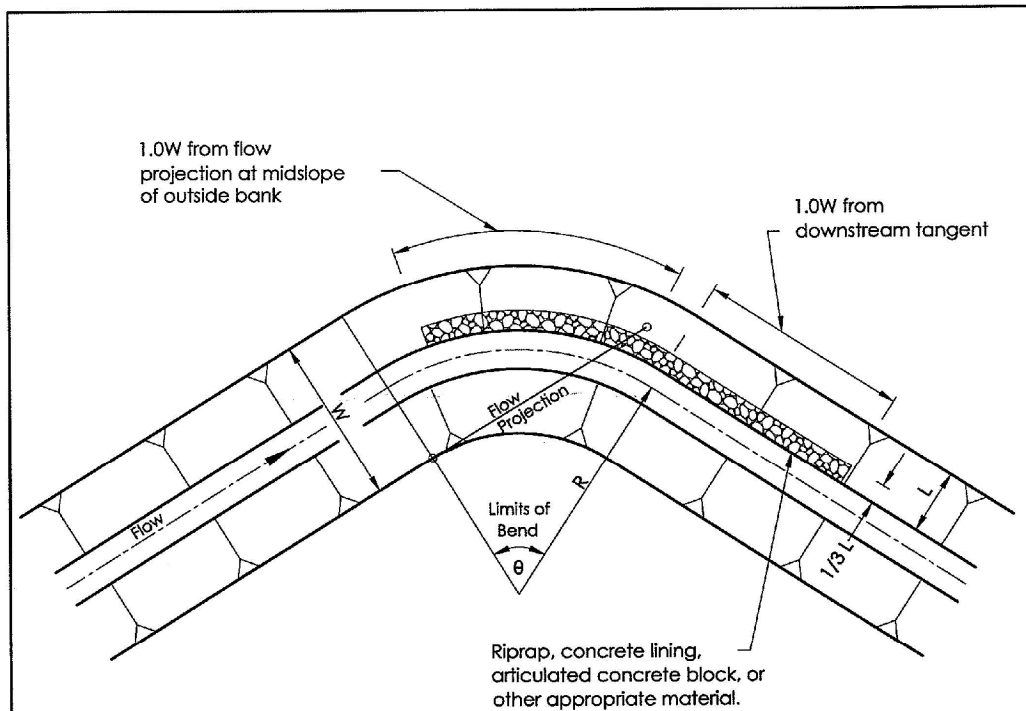 1.0W from flow
projection at midslope
of outside bank
1.0W from
downstream tangent
W
Flow
Projection
Flow
R
L
Limits of
Bend
θ
1/3 L
Riprap, concrete lining,
articulated concrete block, or
other appropriate material.